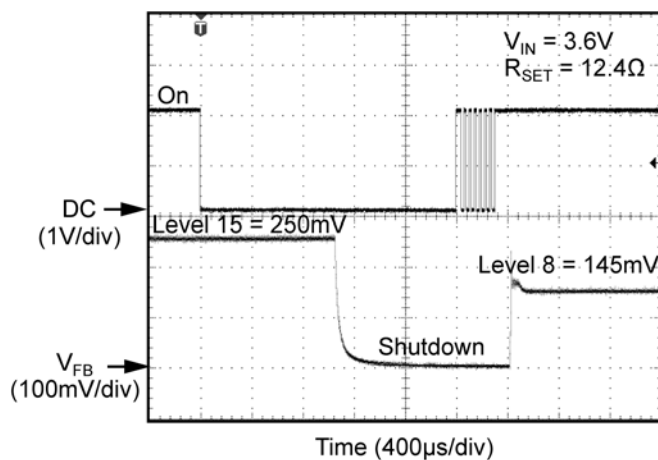 T
V_IN = 3.6V
R_SET = 12.4Ω
On
DC
(1V/div)
Level 15 = 250mV
Level 8 = 145mV
Shutdown
V_FB
(100mV/div)
Time (400µs/div)